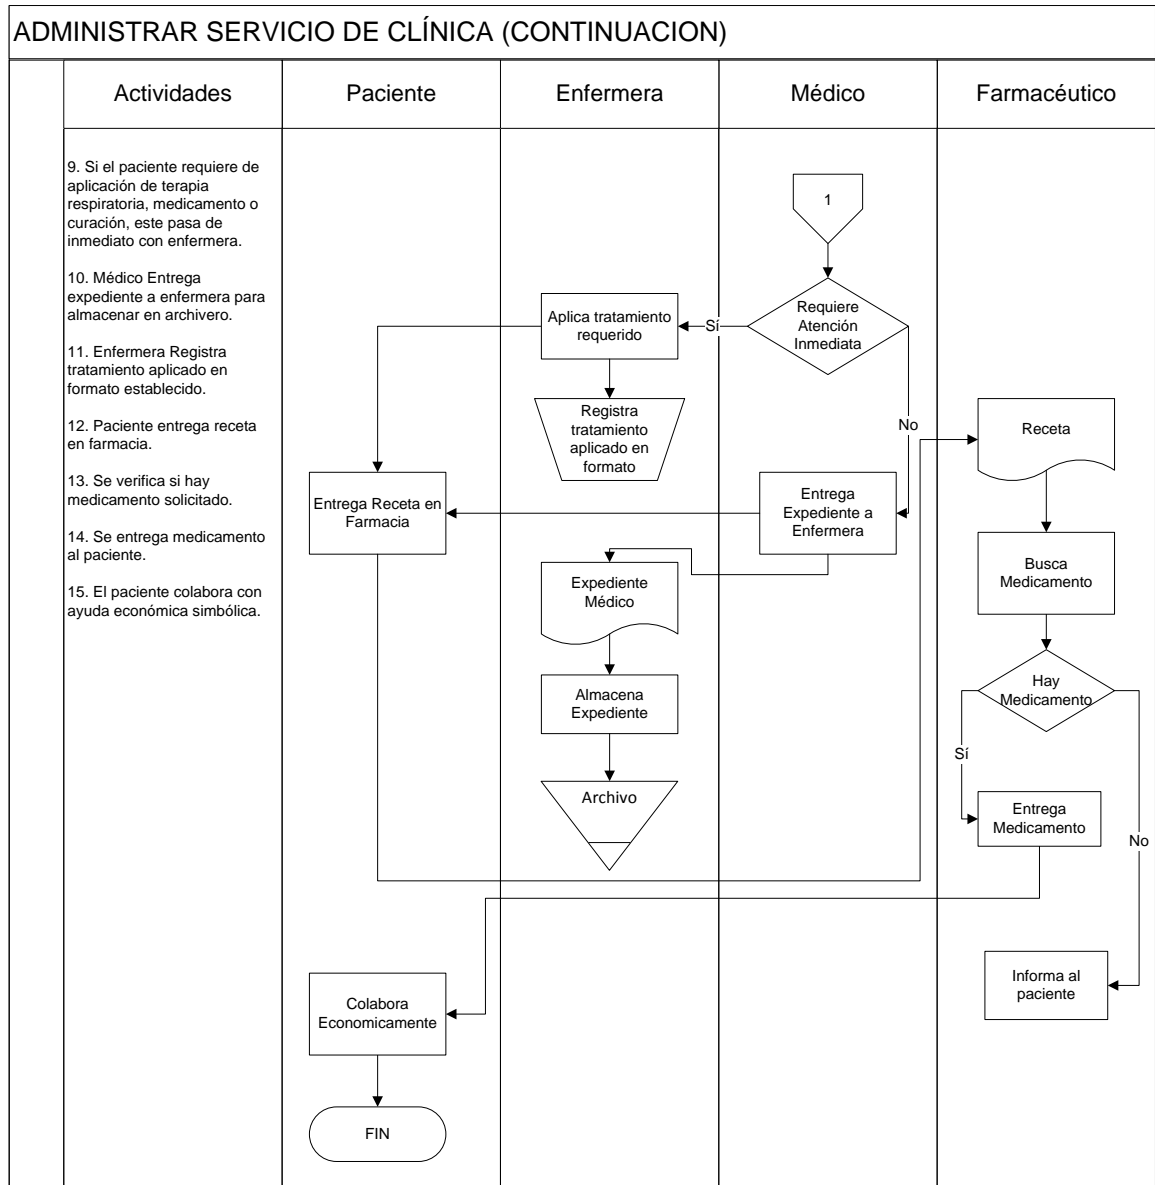 ADMINISTRAR SERVICIO DE CLÍNICA (CONTINUACION)
Actividades
Paciente
Enfermera
Médico
Farmacéutico
9. Si el paciente requiere de
aplicación de terapia
respiratoria, medicamento o
curación, este pasa de
inmediato con enfermera.
10. Médico Entrega
expediente a enfermera para
almacenar en archivero.
11. Enfermera Registra
tratamiento aplicado en
formato establecido.
12. Paciente entrega receta
en farmacia.
13. Se verifica si hay
medicamento solicitado.
14. Se entrega medicamento
al paciente.
15. El paciente colabora con
ayuda económica simbólica.
1
Requiere
Atención
Inmediata
Sí
No
Aplica tratamiento
requerido
Registra
tratamiento
aplicado en
formato
Entrega Receta en
Farmacia
Entrega
Expediente a
Enfermera
Expediente
Médico
Almacena
Expediente
Archivo
Receta
Busca
Medicamento
Hay
Medicamento
Sí
No
Entrega
Medicamento
Informa al
paciente
Colabora
Economicamente
FIN